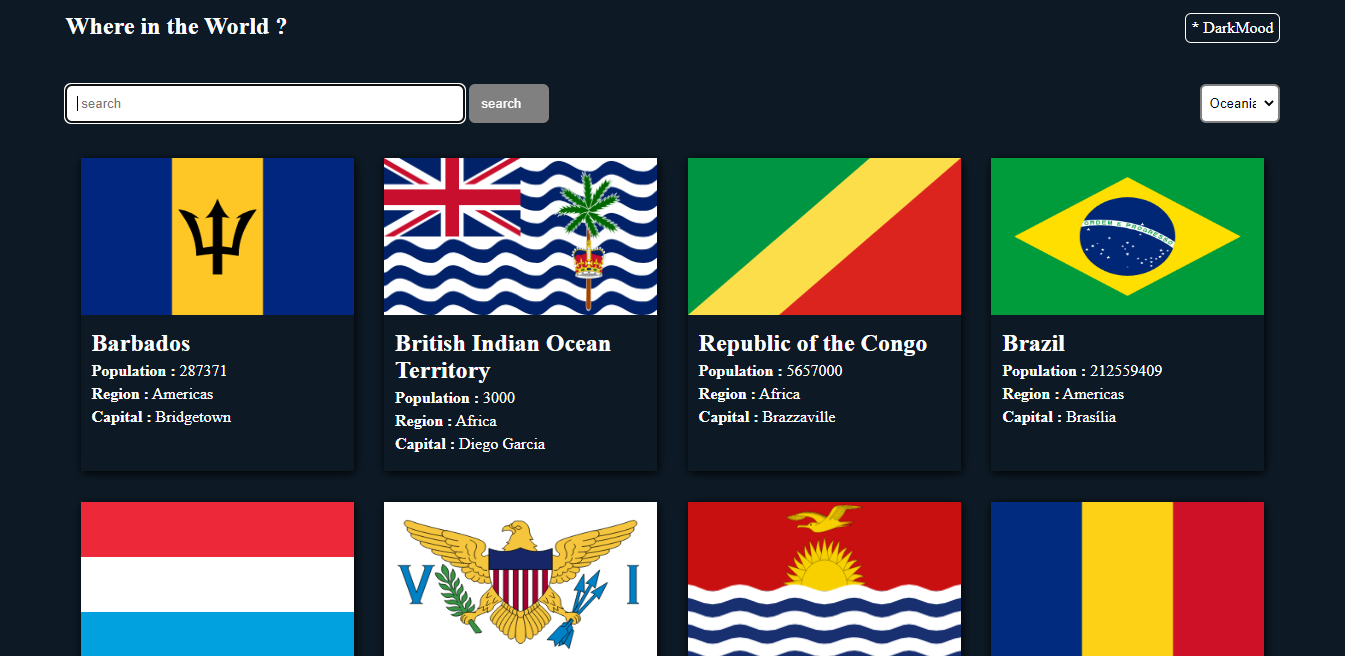 Where in the World ?
* DarkMood
search
search
Oceania
Barbados
Population : 287371
Region : Americas
Capital : Bridgetown
British Indian Ocean
Territory
Population : 3000
Region : Africa
Capital : Diego Garcia
Republic of the Congo
Population : 5657000
Region : Africa
Capital : Brazzaville
ORDEM E PROGRESSO
Brazil
Population : 212559409
Region : Americas
Capital : Brasília
V I